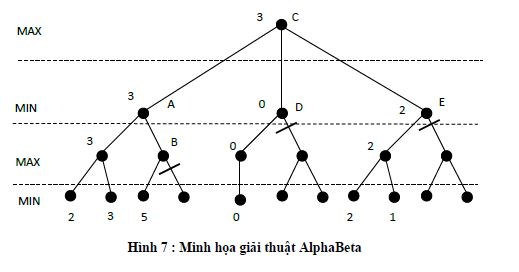 3 C
MAX
3
MIN A 0 D 2 E
3 B 0 2
MAX
MIN
2 3 5 0 2 1
Hình 7 : Minh họa giải thuật AlphaBeta